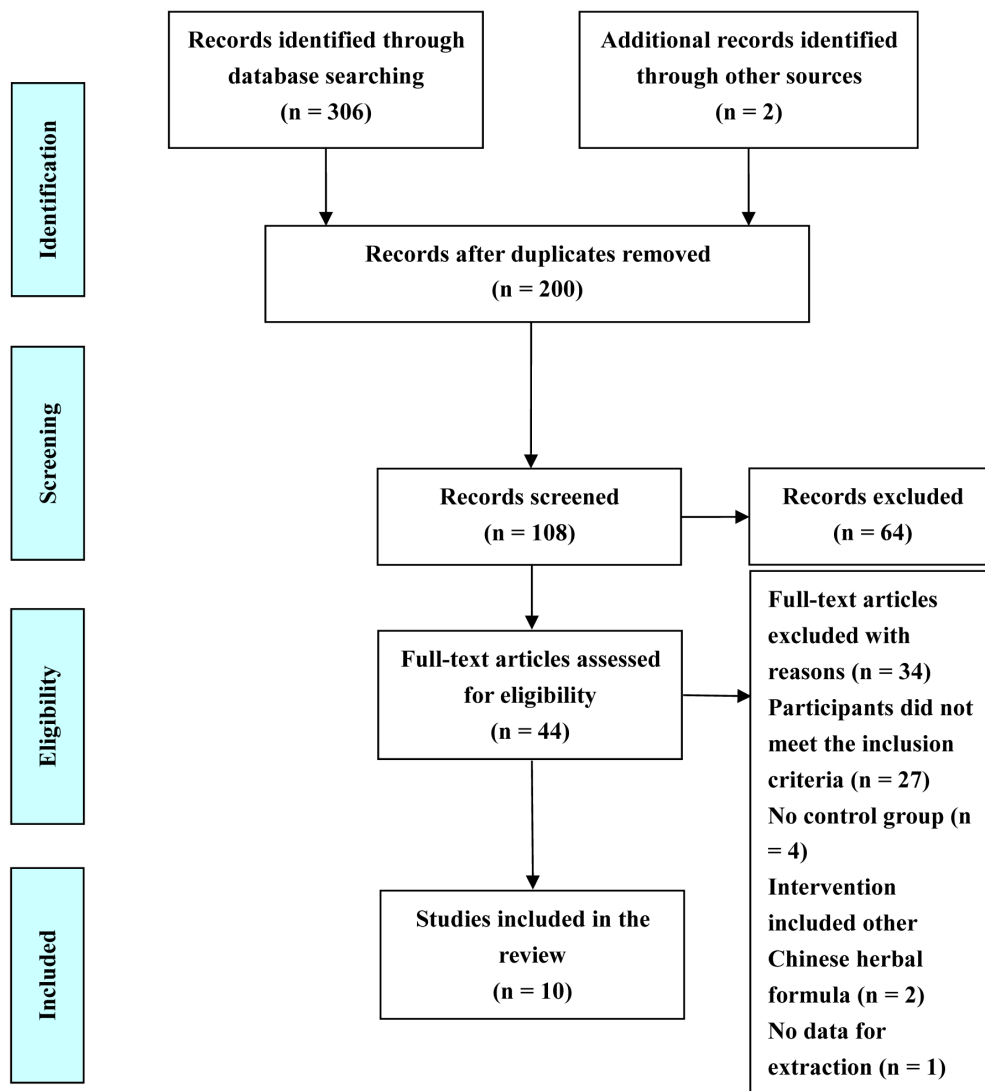 Records identified through
database searching
(n = 306)
Additional records identified
through other sources
(n = 2)
Identification
Records after duplicates removed
(n = 200)
Screening
Records screened
(n = 108)
Records excluded
(n = 64)
Eligibility
Full-text articles assessed
for eligibility
(n = 44)
Full-text articles
excluded with
reasons (n = 34)
Participants did not
meet the inclusion
criteria (n = 27)
No control group (n
= 4)
Intervention
included other
Chinese herbal
formula (n = 2)
No data for
extraction (n = 1)
Included
Studies included in the
review
(n = 10)